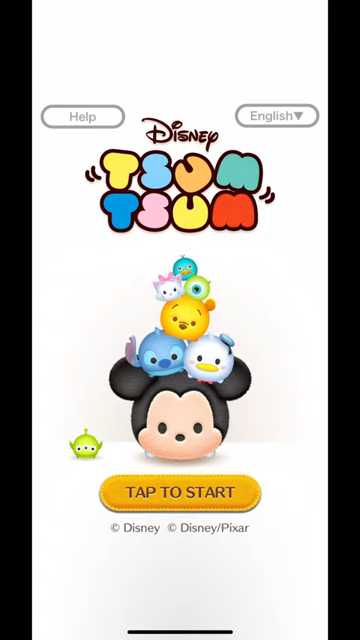 Help
English▼
Disney
TSUM
TSUM
TAP TO START
© Disney © Disney/Pixar